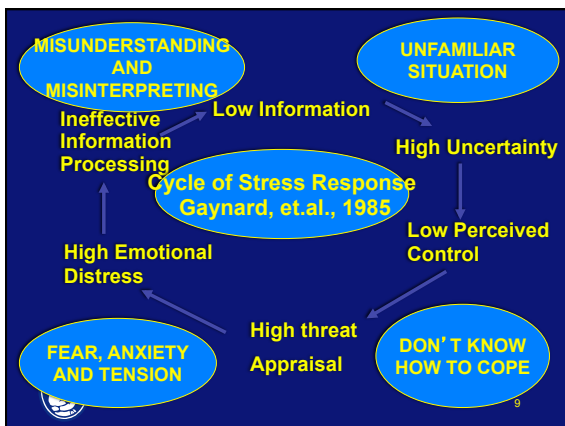 MISUNDERSTANDING
AND
MISINTERPRETING
UNFAMILIAR
SITUATION
Low Information
Ineffective
Information
Processing
High Uncertainty
Cycle of Stress Response
Gaynard, et.al., 1985
Low Perceived
Control
High Emotional
Distress
High threat
Appraisal
FEAR, ANXIETY
AND TENSION
DON’T KNOW
HOW TO COPE
9